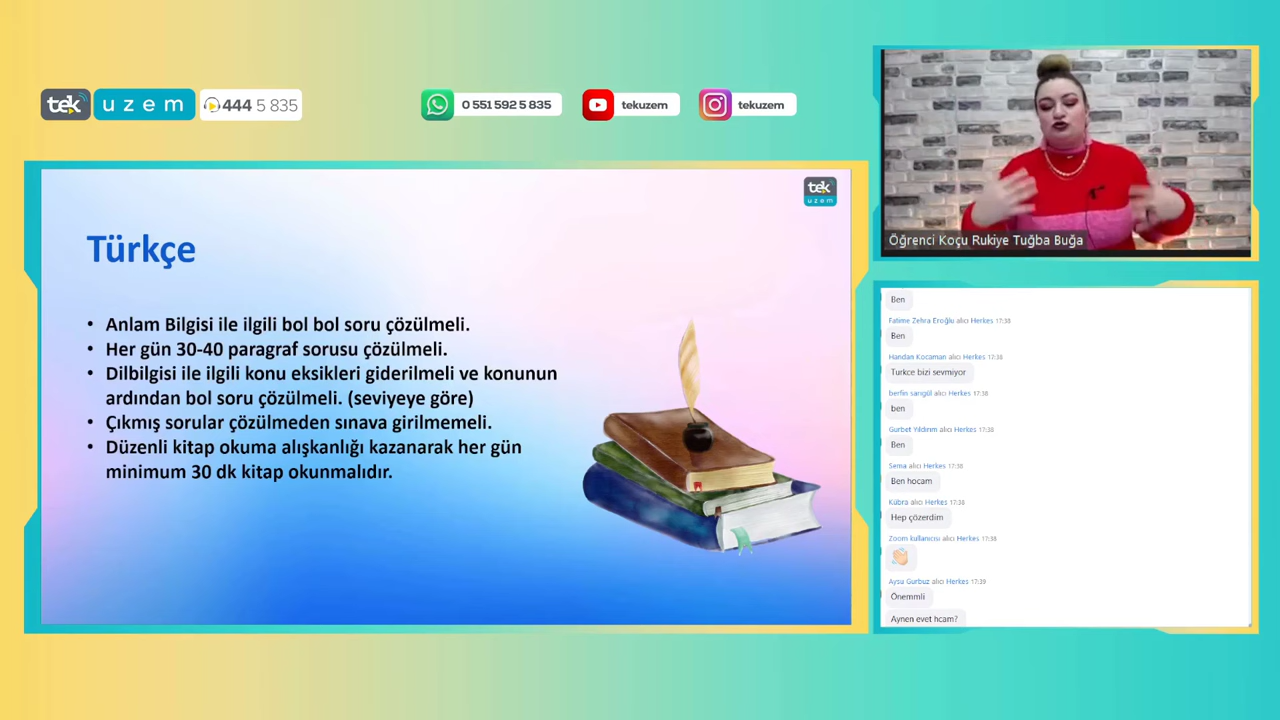 tek uzem 444 5 835
0 551 592 5 835
tekuzem
tekuzem
tek
uzem
Türkçe
• Anlam Bilgisi ile ilgili bol bol soru çözülmeli.
• Her gün 30-40 paragraf sorusu çözülmeli.
• Dilbilgisi ile ilgili konu eksikleri giderilmeli ve konunun
ardından bol soru çözülmeli. (seviyeye göre)
• Çıkmış sorular çözülmeden sınava girilmemeli.
• Düzenli kitap okuma alışkanlığı kazanarak her gün
minimum 30 dk kitap okunmalıdır.
Öğrenci Koçu Rukiye Tuğba Buğa
Ben
Fatime Zehra Eroğlu alıcı Herkes 17:38
Ben
Handan Kocaman alıcı Herkes 17:38
Turkce bizi sevmiyor
berfin sarıgül alıcı Herkes 17:38
ben
Gurbet Yıldırım alıcı Herkes 17:38
Ben
Sema alıcı Herkes 17:38
Ben hocam
Kübra alıcı Herkes 17:38
Hep çözerdim
Zoom kullanıcısı alıcı Herkes 17:38
Aysu Gurbuz alıcı Herkes 17:39
Önemmli
Aynen evet hcam?